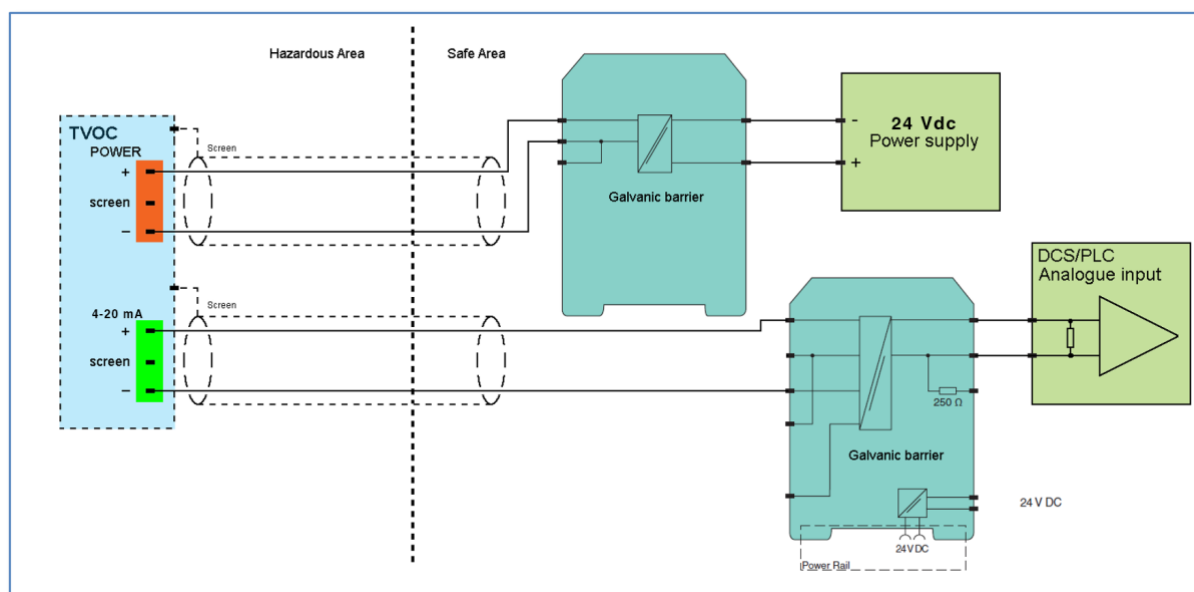 Hazardous Area
Safe Area
TVOC
POWER
+
screen
−
Screen
Galvanic barrier
-
24 Vdc
Power supply
+
4-20 mA
+
screen
−
Screen
DCS/PLC
Analogue input
250 Ω
Galvanic barrier
24 V DC
24V DC
Power Rail